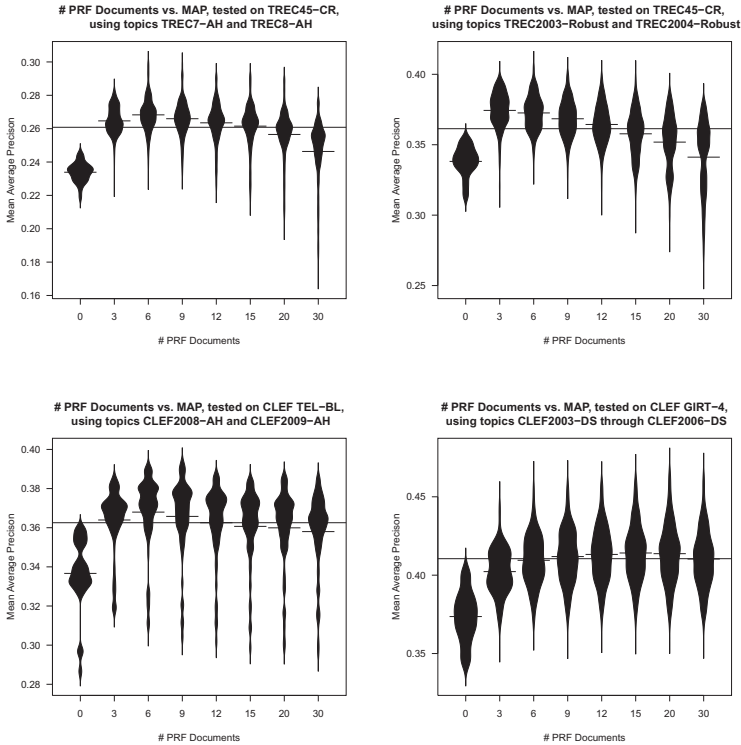 # PRF Documents vs. MAP, tested on TREC45−CR,
using topics TREC7−AH and TREC8−AH
Mean Average Precison
0.30
0.28
0.26
0.24
0.22
0.20
0.18
0.16
0 3 6 9 12 15 20 30
# PRF Documents
# PRF Documents vs. MAP, tested on TREC45−CR,
using topics TREC2003−Robust and TREC2004−Robust
Mean Average Precison
0.40
0.35
0.30
0.25
0 3 6 9 12 15 20 30
# PRF Documents
# PRF Documents vs. MAP, tested on CLEF TEL−BL,
using topics CLEF2008−AH and CLEF2009−AH
Mean Average Precison
0.40
0.38
0.36
0.34
0.32
0.30
0.28
0 3 6 9 12 15 20 30
# PRF Documents
# PRF Documents vs. MAP, tested on CLEF GIRT−4,
using topics CLEF2003−DS through CLEF2006−DS
Mean Average Precison
0.45
0.40
0.35
0 3 6 9 12 15 20 30
# PRF Documents